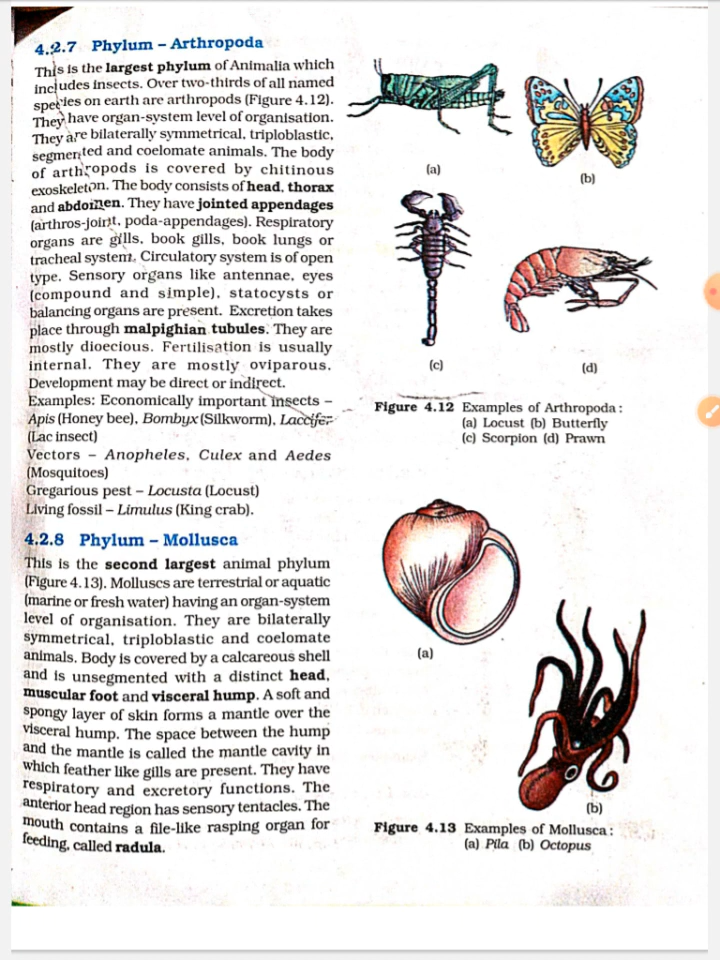 4.2.7 Phylum – Arthropoda
This is the largest phylum of Animalia which
includes insects. Over two-thirds of all named
species on earth are arthropods (Figure 4.12).
They have organ-system level of organisation.
They are bilaterally symmetrical, triploblastic,
segmented and coelomate animals. The body
of arthropods is covered by chitinous
exoskeleton. The body consists of head, thorax
and abdomen. They have jointed appendages
(arthros-joint, poda-appendages). Respiratory
organs are gills, book gills, book lungs or
tracheal system. Circulatory system is of open
type. Sensory organs like antennae, eyes
(compound and simple), statocysts or
balancing organs are present. Excretion takes
place through malpighian tubules. They are
mostly dioecious. Fertilisation is usually
internal. They are mostly oviparous.
Development may be direct or indirect.
Examples: Economically important insects –
Apis (Honey bee), Bombyx (Silkworm), Laccifer
(Lac insect)
Vectors – Anopheles, Culex and Aedes
(Mosquitoes)
Gregarious pest – Locusta (Locust)
Living fossil – Limulus (King crab).
(a)
(b)
(c)
(d)
Figure 4.12 Examples of Arthropoda :
(a) Locust (b) Butterfly
(c) Scorpion (d) Prawn
4.2.8 Phylum – Mollusca
This is the second largest animal phylum
(Figure 4.13). Molluscs are terrestrial or aquatic
(marine or fresh water) having an organ-system
level of organisation. They are bilaterally
symmetrical, triploblastic and coelomate
animals. Body is covered by a calcareous shell
and is unsegmented with a distinct head,
muscular foot and visceral hump. A soft and
spongy layer of skin forms a mantle over the
visceral hump. The space between the hump
and the mantle is called the mantle cavity in
which feather like gills are present. They have
respiratory and excretory functions. The
anterior head region has sensory tentacles. The
mouth contains a file-like rasping organ for
feeding, called radula.
(a)
(b)
Figure 4.13 Examples of Mollusca :
(a) Pila (b) Octopus